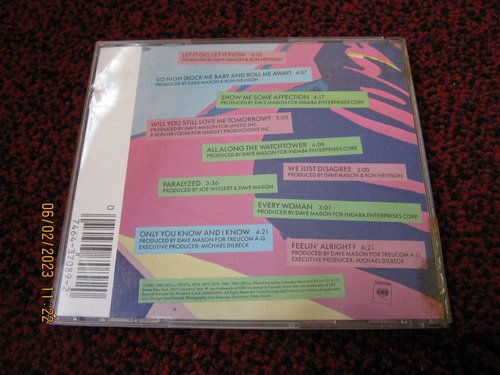 LET IT GO, LET IT FLOW 3:15
PRODUCED BY DAVE MASON & RON NEVISON
SO HIGH (ROCK ME BABY AND ROLL ME AWAY) 4:07
PRODUCED BY DAVE MASON & RON NEVISON
SHOW ME SOME AFFECTION 4:17
PRODUCED BY DAVE MASON FOR INDABA ENTERPRISES CORP
WILL YOU STILL LOVE ME TOMORROW? 5:03
PRODUCED BY DAVE MASON FOR MYSTIC INC.
& RON NEVISON FOR GADGET PRODUCTIONS, INC.
ALL ALONG THE WATCHTOWER 4:00
PRODUCED BY DAVE MASON FOR INDABA ENTERPRISES CORP
WE JUST DISAGREE 3:00
PRODUCED BY DAVE MASON & RON NEVISON
PARALYZED 3:36
PRODUCED BY JOE WISSERT & DAVE MASON
EVERY WOMAN 3:01
PRODUCED BY DAVE MASON FOR INDABA ENTERPRISES CORP
ONLY YOU KNOW AND I KNOW 4:21
PRODUCED BY DAVE MASON FOR TREUCOM A.G.
EXECUTIVE PRODUCER: MICHAEL DILBECK
FEELIN' ALRIGHT? 6:21
PRODUCED BY DAVE MASON FOR TREUCOM A.G.
EXECUTIVE PRODUCER: MICHAEL DILBECK
0 7464-37089-2
06/02/2023 11:22